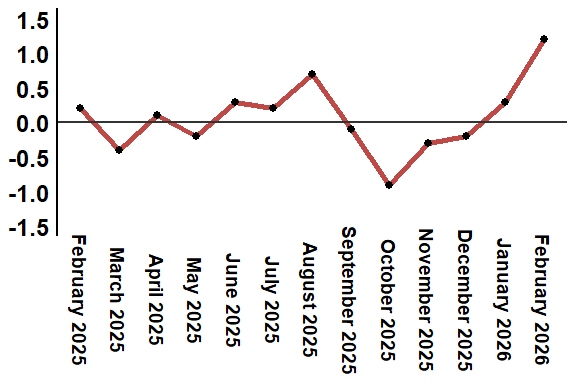 1.5
1.0
0.5
0.0
-0.5
-1.0
-1.5
February 2025
March 2025
April 2025
May 2025
June 2025
July 2025
August 2025
September 2025
October 2025
November 2025
December 2025
January 2026
February 2026